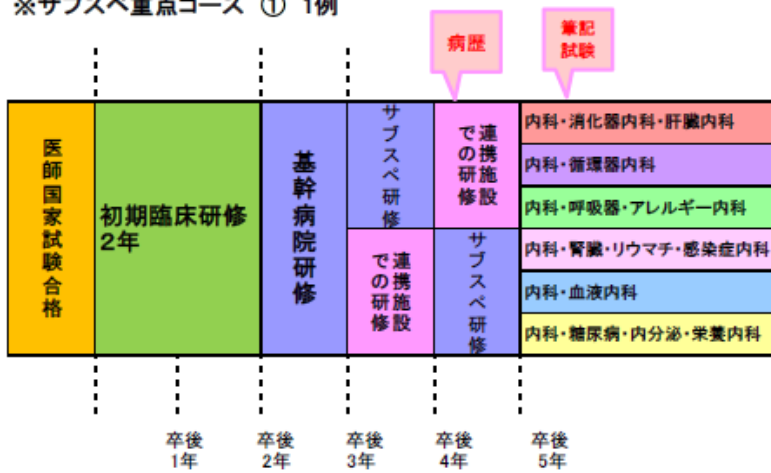 ※サブスペ重点コース ① 1例
病歴
筆記
試験
医師国家試験合格
初期臨床研修
2年
基幹病院研修
サブスペ研修
連携施設
での研修
連携施設
での研修
サブスペ研修
内科・消化器内科・肝臓内科
内科・循環器内科
内科・呼吸器・アレルギー内科
内科・腎臓・リウマチ・感染症内科
内科・血液内科
内科・糖尿病・内分泌・栄養内科
卒後
1年
卒後
2年
卒後
3年
卒後
4年
卒後
5年